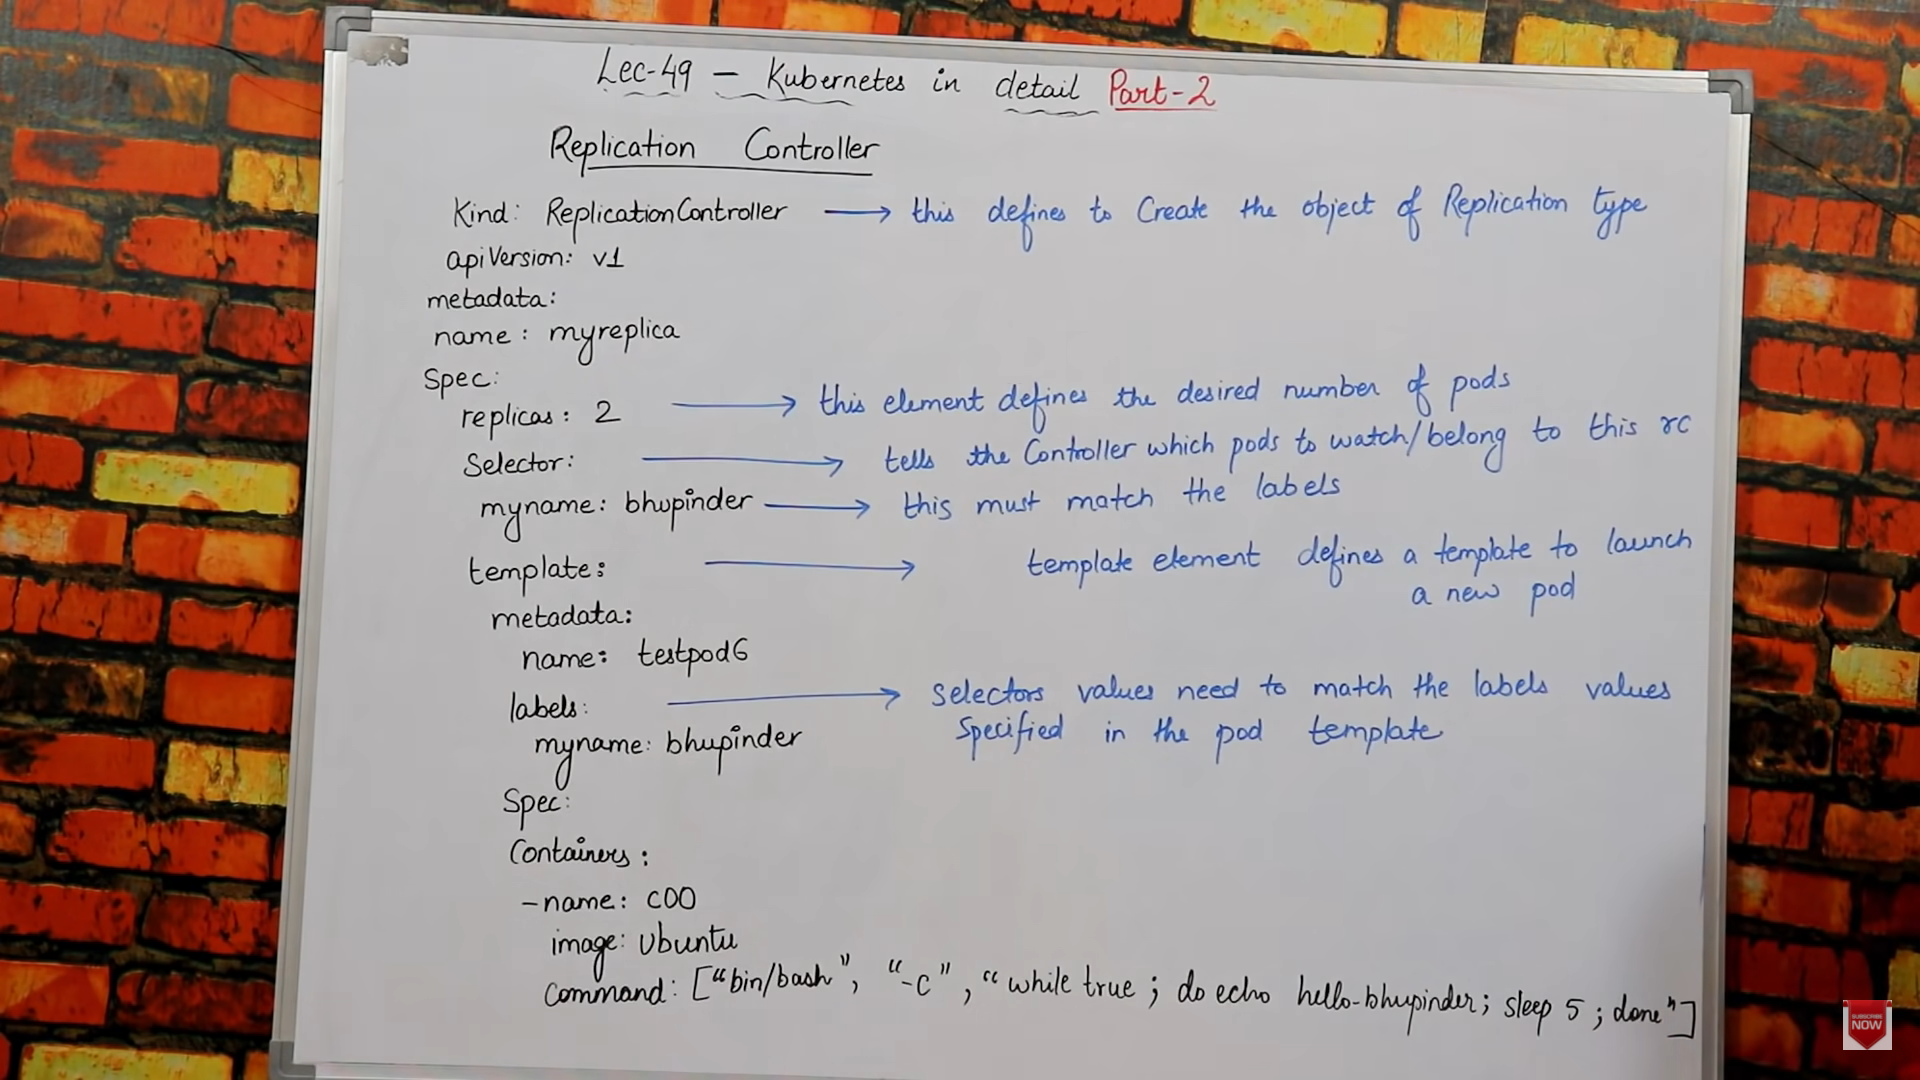 Lec-49 - Kubernetes in detail Part-2
Replication Controller
Kind: ReplicationController → this defines to Create the object of Replication type
apiVersion: v1
metadata:
name: myreplica
Spec:
replicas: 2 → this element defines the desired number of pods
Selector: → tells the Controller which pods to watch/belong to this rc
myname: bhupinder → this must match the labels
template: → template element defines a template to launch
a new pod
metadata:
name: testpod6
labels: → Selectors values need to match the labels values
myname: bhupinder Specified in the pod template
Spec:
Containers:
-name: c00
image: Ubuntu
Command: ["bin/bash", "-c", "while true; do echo hello-bhupinder; sleep 5; done"]
SUBSCRIBE
NOW